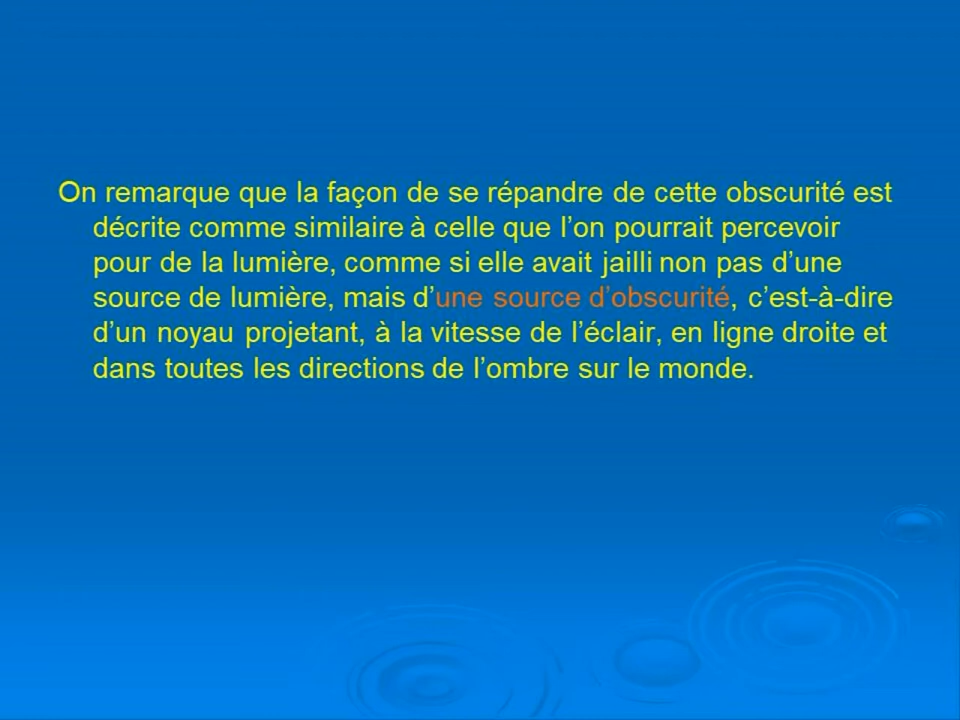 On remarque que la façon de se répandre de cette obscurité est
décrite comme similaire à celle que l’on pourrait percevoir
pour de la lumière, comme si elle avait jailli non pas d’une
source de lumière, mais d’une source d’obscurité, c’est-à-dire
d’un noyau projetant, à la vitesse de l’éclair, en ligne droite et
dans toutes les directions de l’ombre sur le monde.